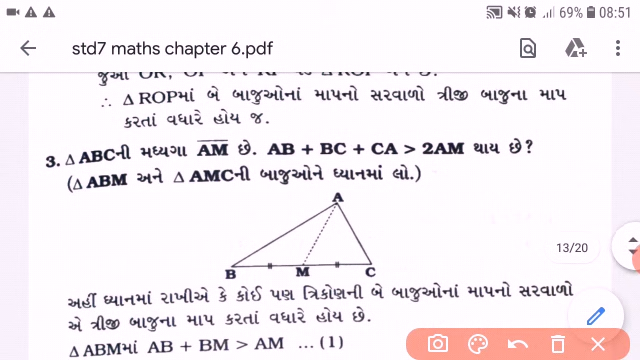 69% 08:51
std7 maths chapter 6.pdf
∴ Δ ROPમાં બે બાજુઓનાં માપનો સરવાળો ત્રીજી બાજુના માપ
કરતાં વધારે હોય જ.
3. Δ ABCની મધ્યગા AM છે. AB + BC + CA > 2AM થાય છે?
(Δ ABM અને Δ AMCની બાજુઓને ધ્યાનમાં લો.)
A
13/20
B M C
અહીં ધ્યાનમાં રાખીએ કે કોઈ પણ ત્રિકોણની બે બાજુઓનાં માપનો સરવાળો
એ ત્રીજી બાજુના માપ કરતાં વધારે હોય છે.
Δ ABMમાં AB + BM > AM ... (1)